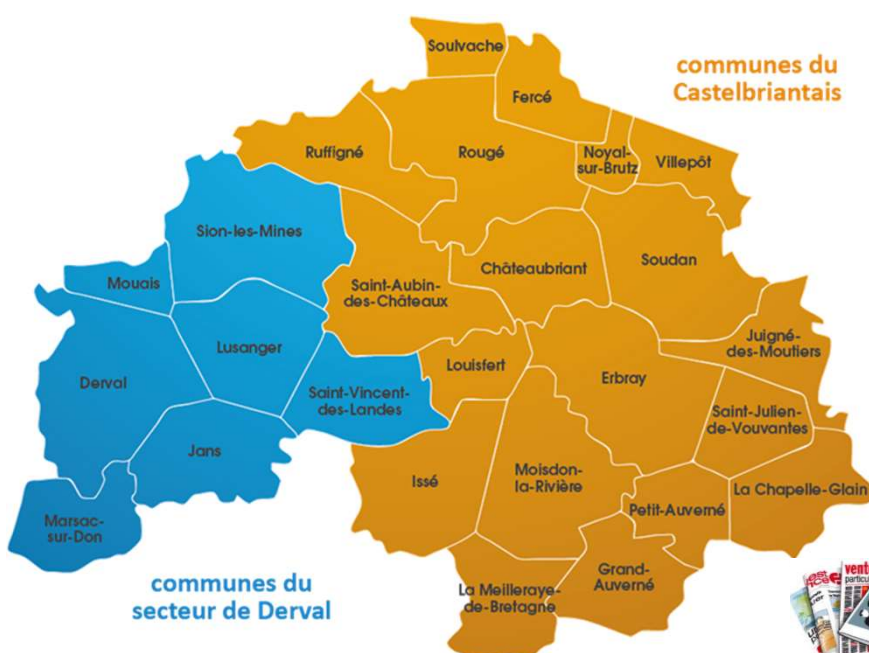 Soulvache
communes du
Castelbriantais
Fercé
Ruffigné
Rougé
Noyal-
sur-Brutz
Villepôt
Sion-les-Mines
Châteaubriant
Soudan
Mouais
Saint-Aubin-
des-Châteaux
Lusanger
Juigné-
des-Moutiers
Derval
Louisfert
Erbray
Saint-Vincent-
des-Landes
Saint-Julien-
de-Vouvantes
Jans
Issé
Moisdon-
la-Rivière
La Chapelle-Glain
Petit-Auverné
Marsac-
sur-Don
communes du
secteur de Derval
Grand-
Auverné
La Meilleraye-
de-Bretagne